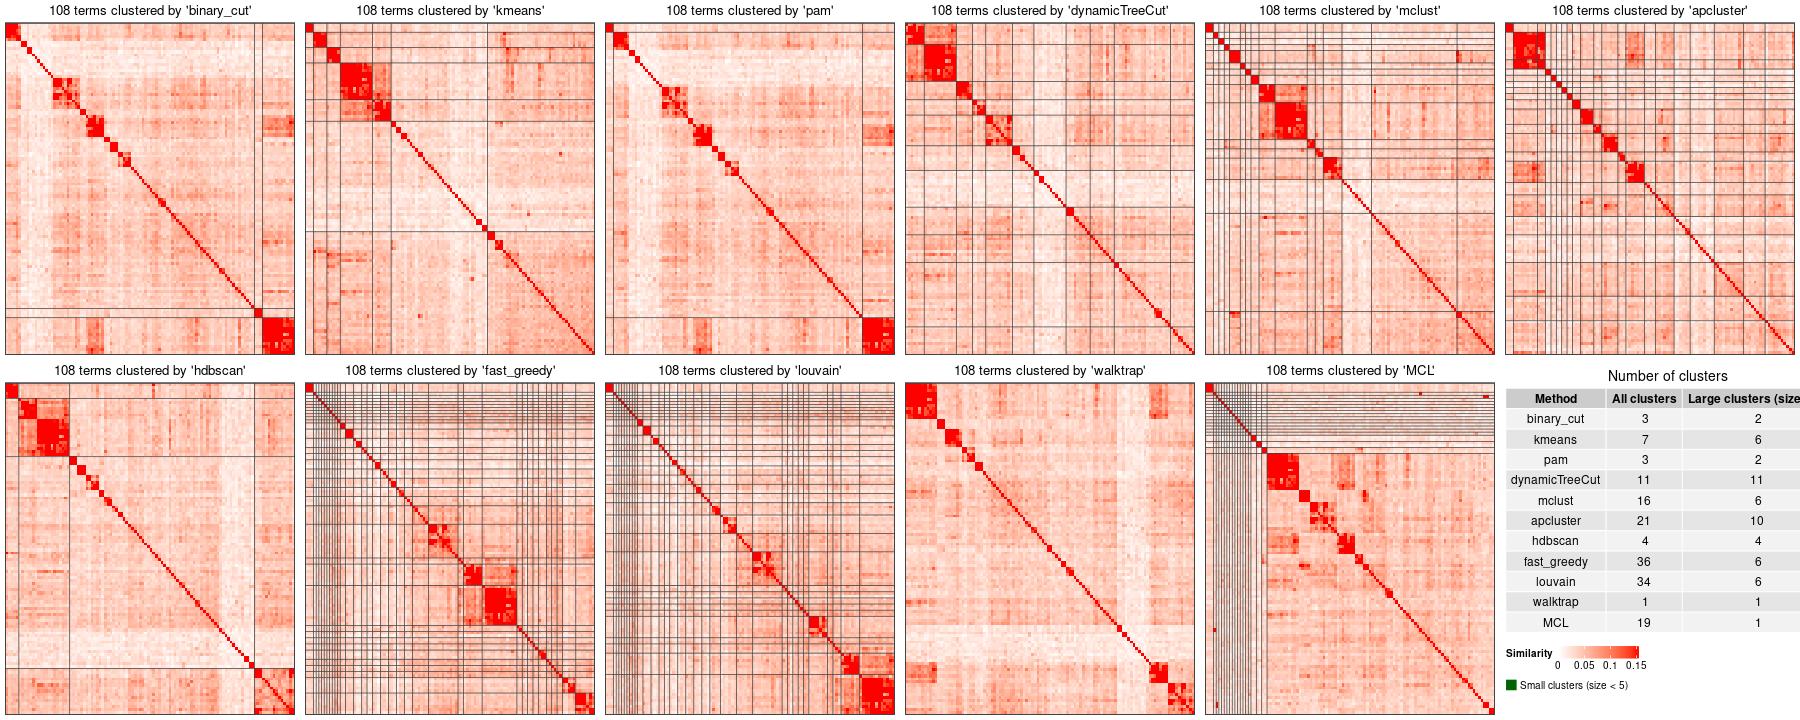 108 terms clustered by 'binary_cut'
108 terms clustered by 'kmeans'
108 terms clustered by 'pam'
108 terms clustered by 'dynamicTreeCut'
108 terms clustered by 'mclust'
108 terms clustered by 'apcluster'
108 terms clustered by 'hdbscan'
108 terms clustered by 'fast_greedy'
108 terms clustered by 'louvain'
108 terms clustered by 'walktrap'
108 terms clustered by 'MCL'
Number of clusters
Method All clusters Large clusters (size
binary_cut 3 2
kmeans 7 6
pam 3 2
dynamicTreeCut 11 11
mclust 16 6
apcluster 21 10
hdbscan 4 4
fast_greedy 36 6
louvain 34 6
walktrap 1 1
MCL 19 1
Similarity
0 0.05 0.1 0.15
Small clusters (size < 5)